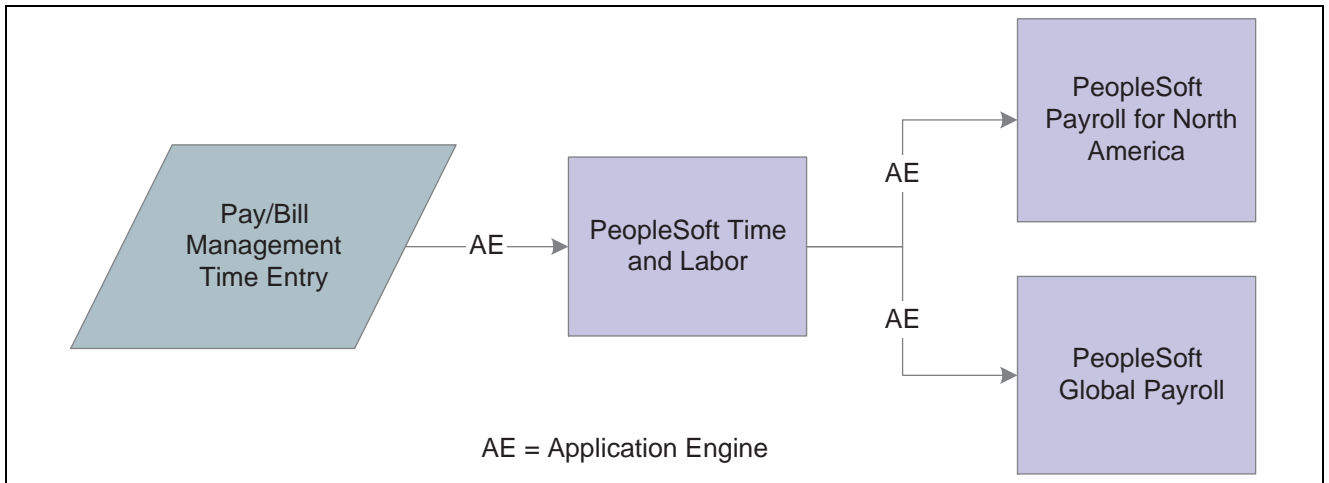 Pay/Bill
Management
Time Entry
AE
PeopleSoft Time
and Labor
AE
PeopleSoft
Payroll for North
America
AE
PeopleSoft
Global Payroll
AE = Application Engine